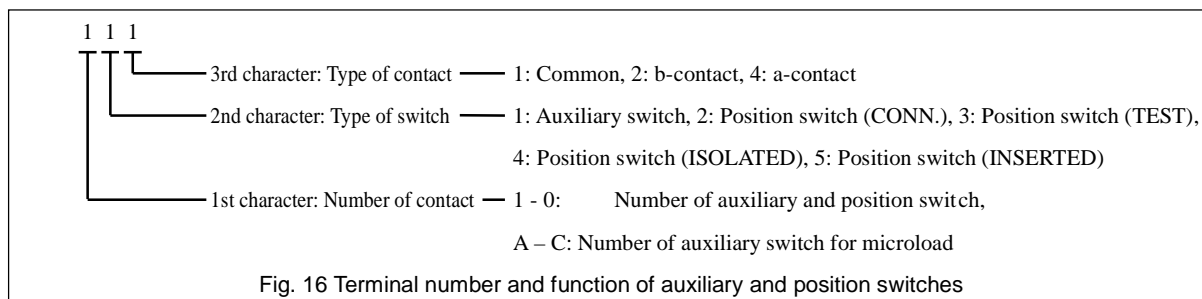 1 1 1
3rd character: Type of contact 1: Common, 2: b-contact, 4: a-contact
2nd character: Type of switch 1: Auxiliary switch, 2: Position switch (CONN.), 3: Position switch (TEST),
4: Position switch (ISOLATED), 5: Position switch (INSERTED)
1st character: Number of contact 1 - 0: Number of auxiliary and position switch,
A – C: Number of auxiliary switch for microload
Fig. 16 Terminal number and function of auxiliary and position switches